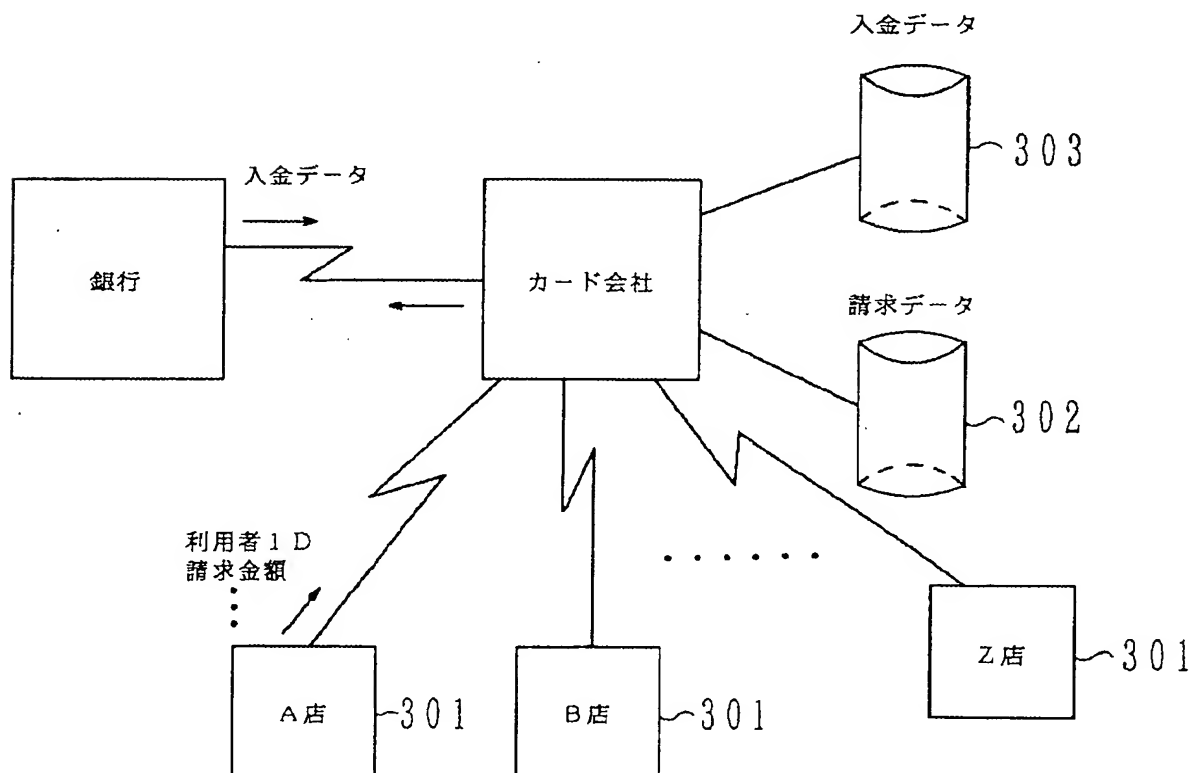 入金データ
303
入金データ
銀行
カード会社
請求データ
302
利用者1D
請求金額
A店
301
B店
301
Z店
301